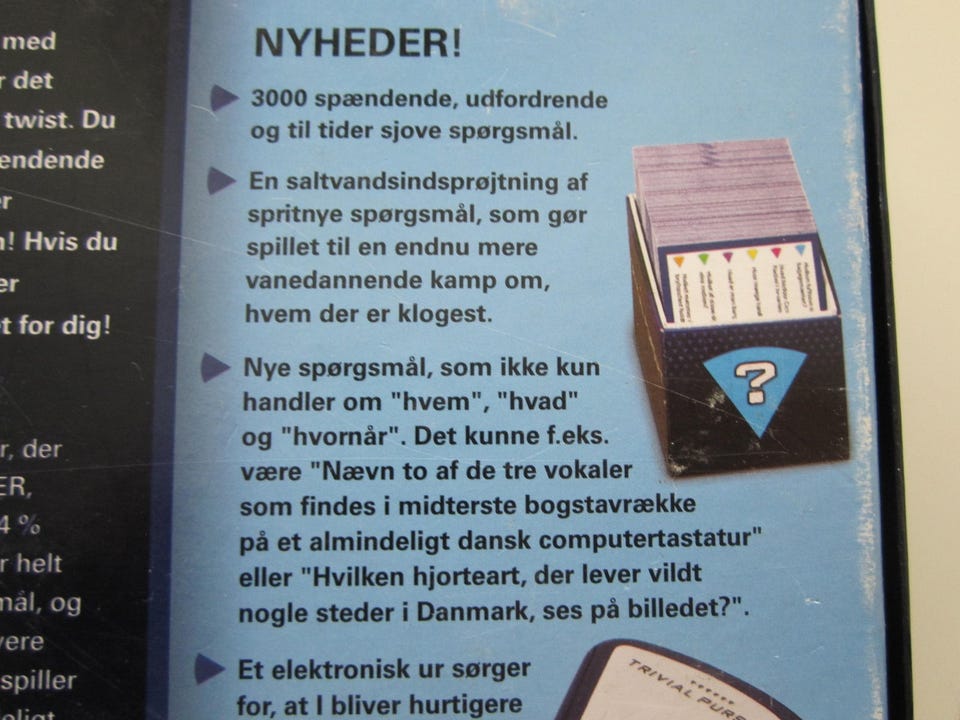 med
det
twist. Du
endende
! Hvis du
er
t for dig!
r, der
ER,
4 %
r helt
mål, og
vere
spiller
NYHEDER!
3000 spændende, udfordrende
og til tider sjove spørgsmål.
En saltvandsindsprøjtning af
spritnye spørgsmål, som gør
spillet til en endnu mere
vanedannende kamp om,
hvem der er klogest.
Nye spørgsmål, som ikke kun
handler om "hvem", "hvad"
og "hvornår". Det kunne f.eks.
være "Nævn to af de tre vokaler
som findes i midterste bogstavrække
på et almindeligt dansk computertastatur"
eller "Hvilken hjorteart, der lever vildt
nogle steder i Danmark, ses på billedet?".
Et elektronisk ur sørger
for, at I bliver hurtigere
?
TRIVIAL PURS